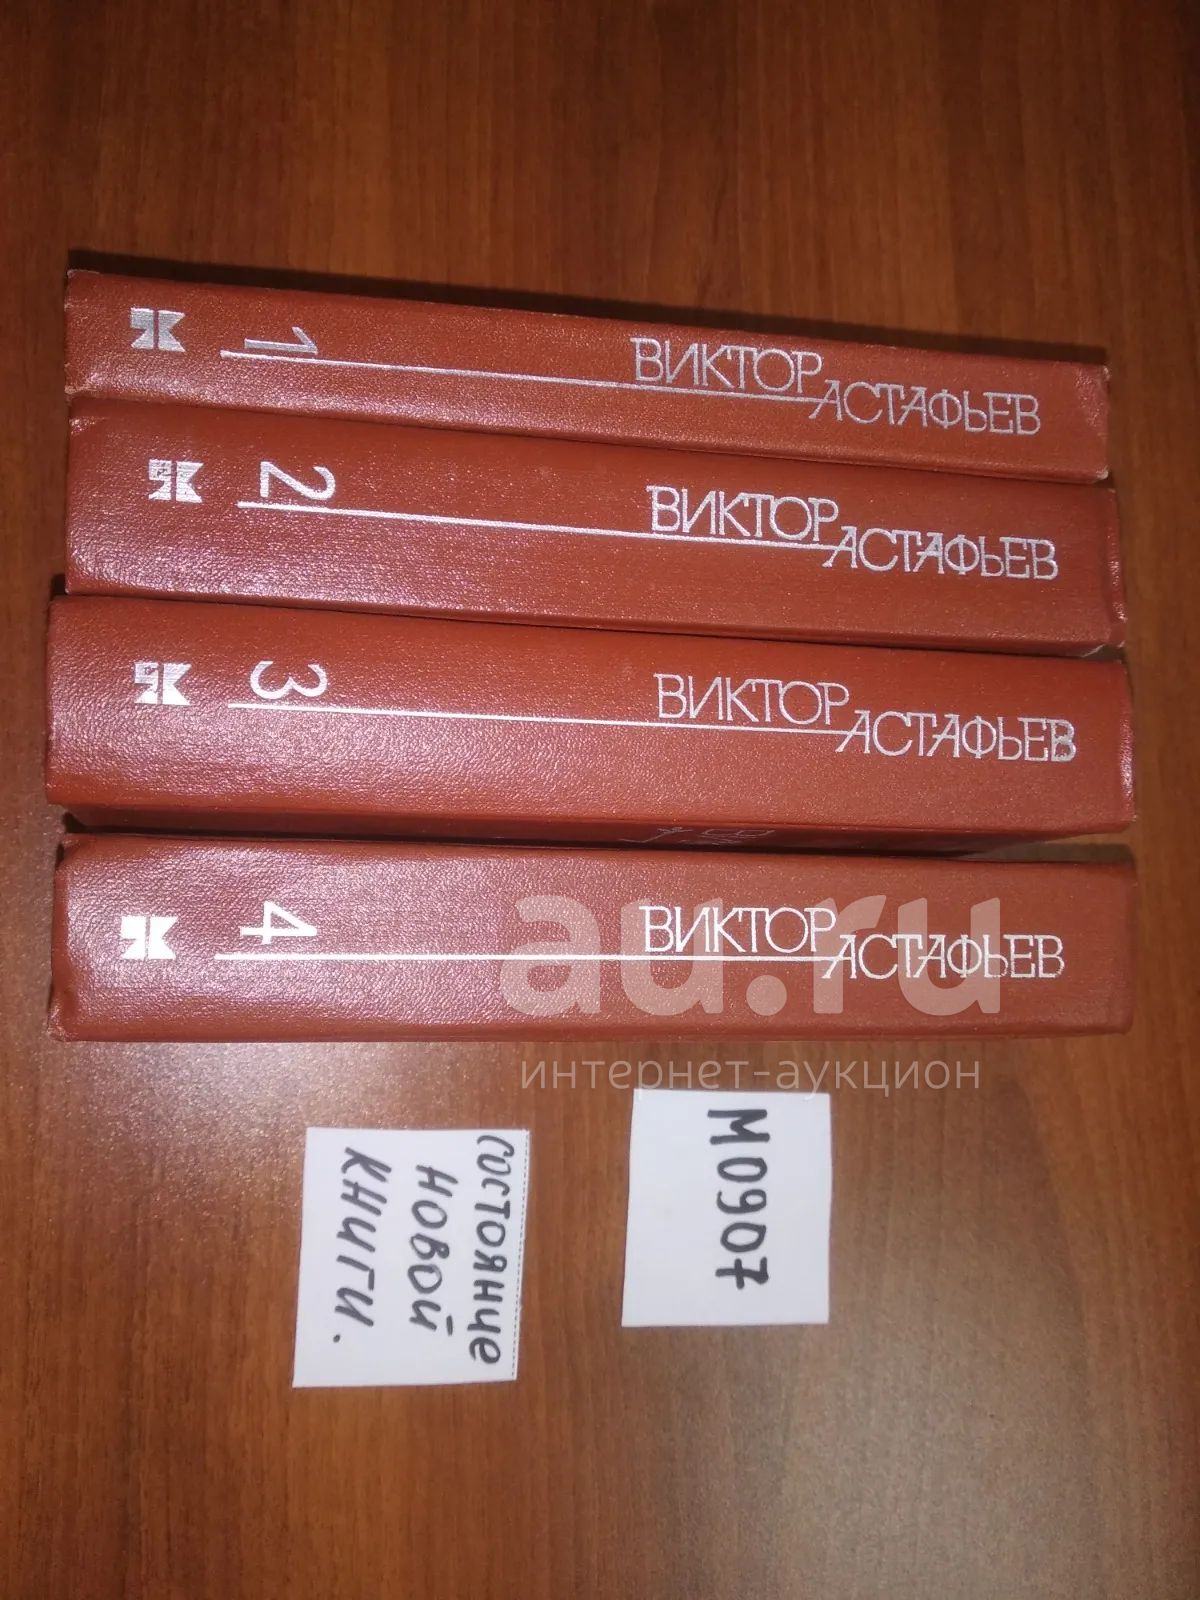 1
ВИКТОР
АСТАФЬЕВ
2
ВИКТОР
АСТАФЬЕВ
3
ВИКТОР
АСТАФЬЕВ
4
ВИКТОР
АСТАФЬЕВ
au.ru
интернет-аукцион
состояние
новой
книги.
М0907